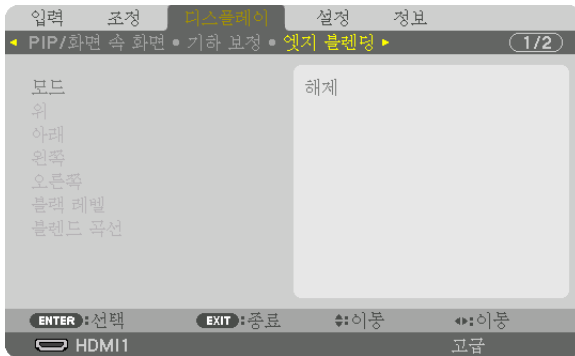 입력 조정 디스플레이 설정 정보
◂ PIP/화면 속 화면 ● 기하 보정 ● 엣지 블렌딩 ▸ 1/2
모드 해제
위
아래
왼쪽
오른쪽
블랙 레벨
블렌드 곡선
ENTER:선택 EXIT:종료 :이동 :이동
HDMI1 고급